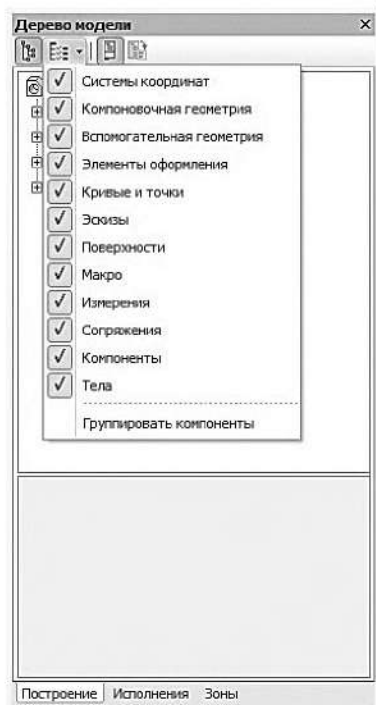 Дерево модели
Системы координат
Компоновочная геометрия
Вспомогательная геометрия
Элементы оформления
Кривые и точки
Эскизы
Поверхности
Макро
Измерения
Сопряжения
Компоненты
Тела
Группировать компоненты
Построение Исполнения Зоны